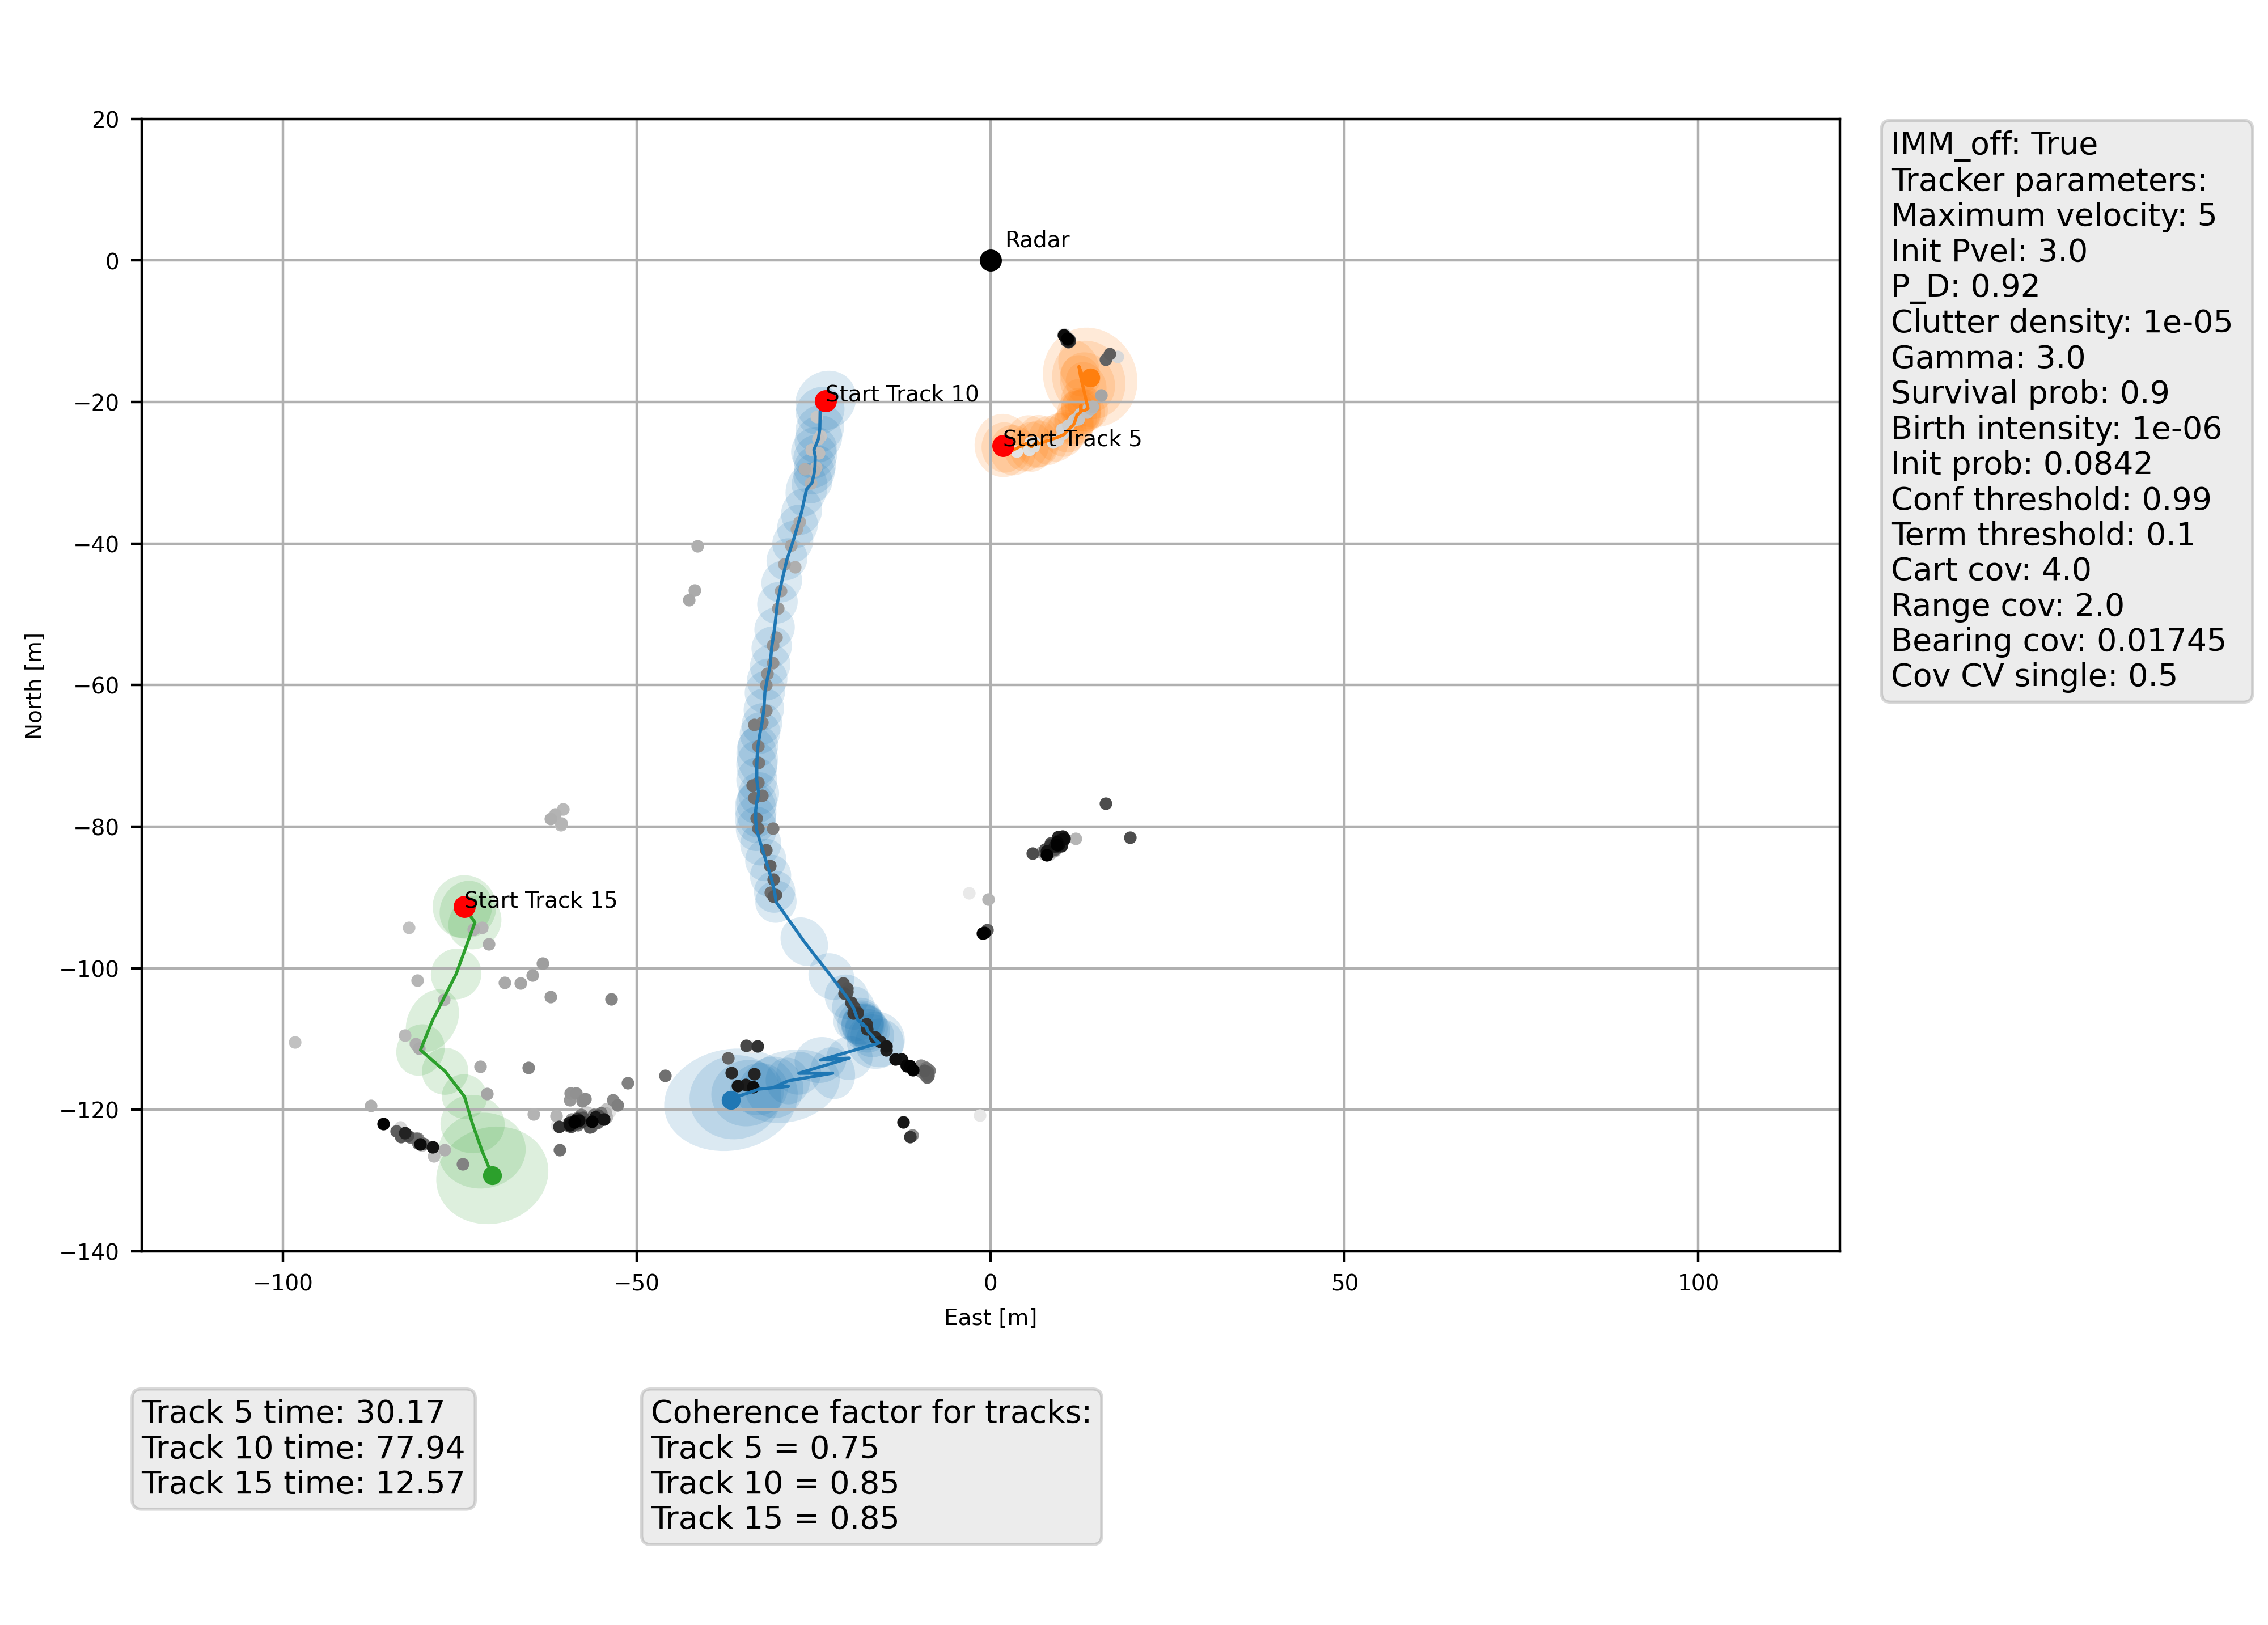 20
0
−20
−40
−60
−80
−100
−120
−140
−100
−50
0
50
100
North [m]
East [m]
Radar
Start Track 10
Start Track 5
Start Track 15
IMM_off: True
Tracker parameters:
Maximum velocity: 5
Init Pvel: 3.0
P_D: 0.92
Clutter density: 1e-05
Gamma: 3.0
Survival prob: 0.9
Birth intensity: 1e-06
Init prob: 0.0842
Conf threshold: 0.99
Term threshold: 0.1
Cart cov: 4.0
Range cov: 2.0
Bearing cov: 0.01745
Cov CV single: 0.5
Track 5 time: 30.17
Track 10 time: 77.94
Track 15 time: 12.57
Coherence factor for tracks:
Track 5 = 0.75
Track 10 = 0.85
Track 15 = 0.85